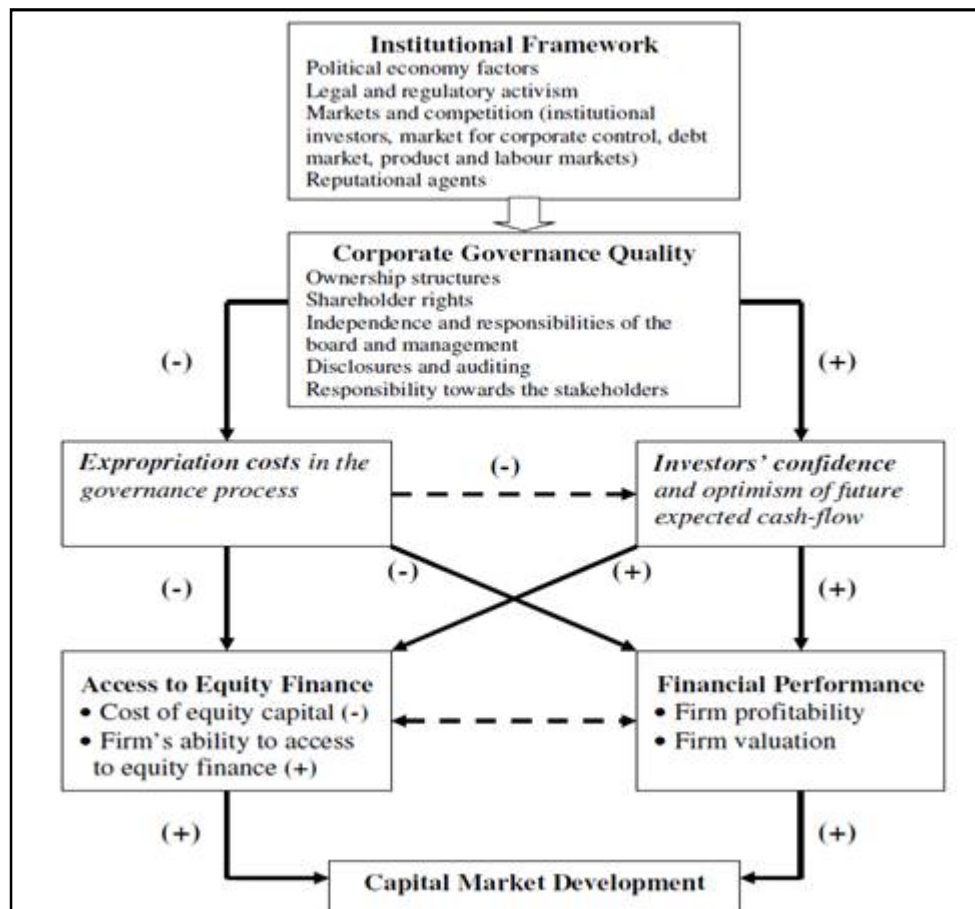 Institutional Framework
Political economy factors
Legal and regulatory activism
Markets and competition (institutional
investors, market for corporate control, debt
market, product and labour markets)
Reputational agents
Corporate Governance Quality
Ownership structures
Shareholder rights
Independence and responsibilities of the
board and management
Disclosures and auditing
Responsibility towards the stakeholders
(-)
(+)
Expropriation costs in the
governance process
(-)
Investors' confidence
and optimism of future
expected cash-flow
(-)
(-)
(+)
(+)
Access to Equity Finance
• Cost of equity capital (-)
• Firm's ability to access
to equity finance (+)
Financial Performance
• Firm profitability
• Firm valuation
(+)
(+)
Capital Market Development